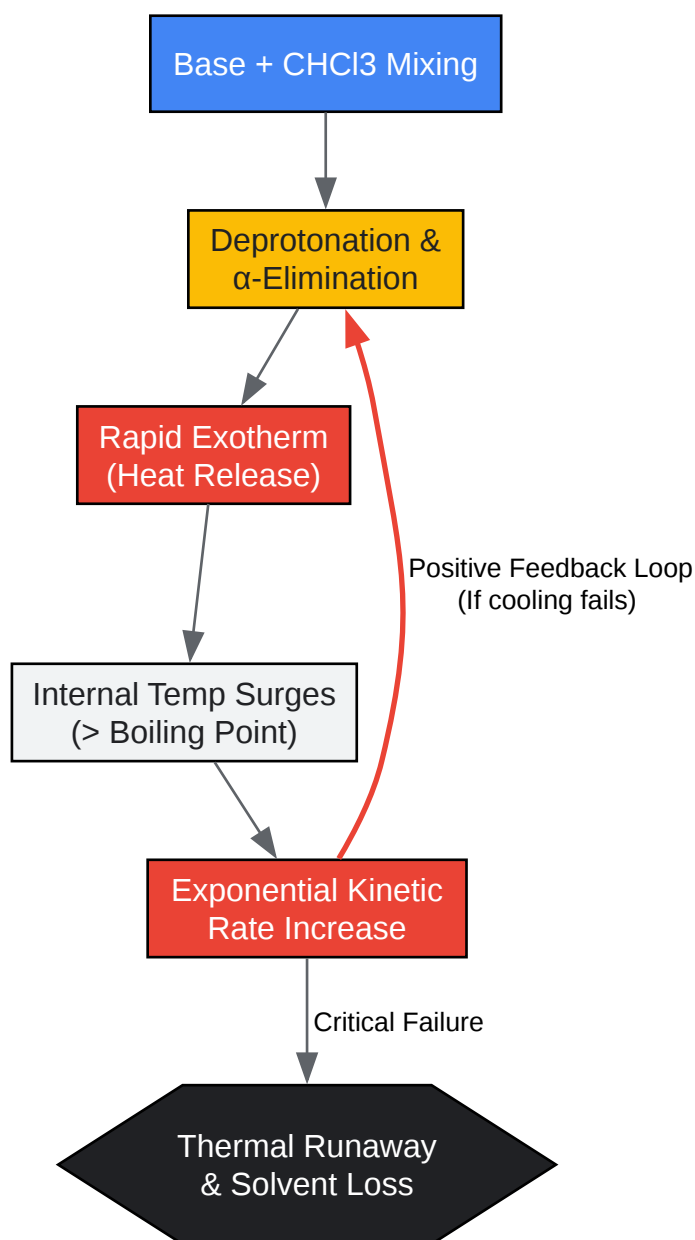 Base + CHCl3 Mixing
Deprotonation &
α-Elimination
Rapid Exotherm
(Heat Release)
Positive Feedback Loop
(If cooling fails)
Internal Temp Surges
(> Boiling Point)
Exponential Kinetic
Rate Increase
Critical Failure
Thermal Runaway
& Solvent Loss